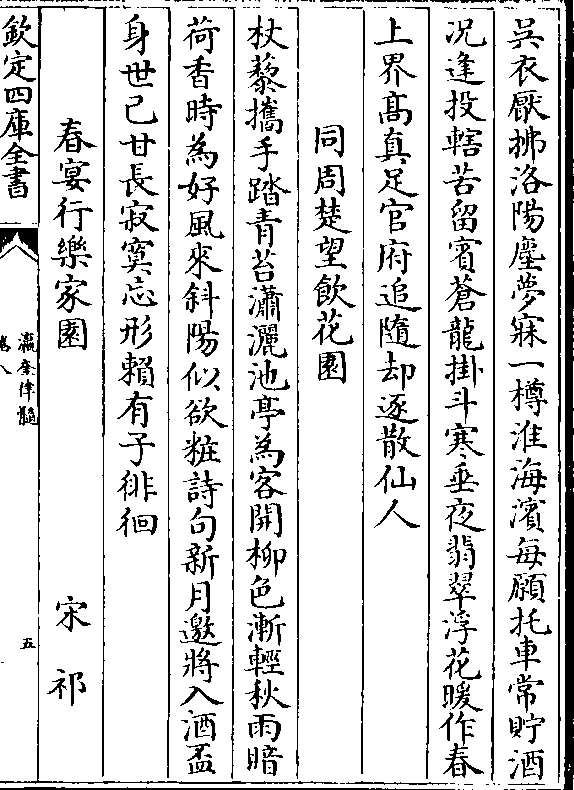 吳衣厭拂洛陽塵夢寐一樽淮海濱每願托車常貯酒
况逢投轄苦留賓蒼龍掛斗寒垂夜翡翠浮花暖作春
上界髙真足官府追隨却逐散仙人
同周楚望飲花園
杖藜攜手踏青苔瀟灑池亭為客開柳色漸輕秋雨暗
荷香時為好風來斜陽似欲粧詩句新月邀將入酒盃
身世已甘長寂寞忘形賴有子徘徊
春宴行樂家園 宋祁
欽定四庫全書
瀛奎律髓
卷八
五